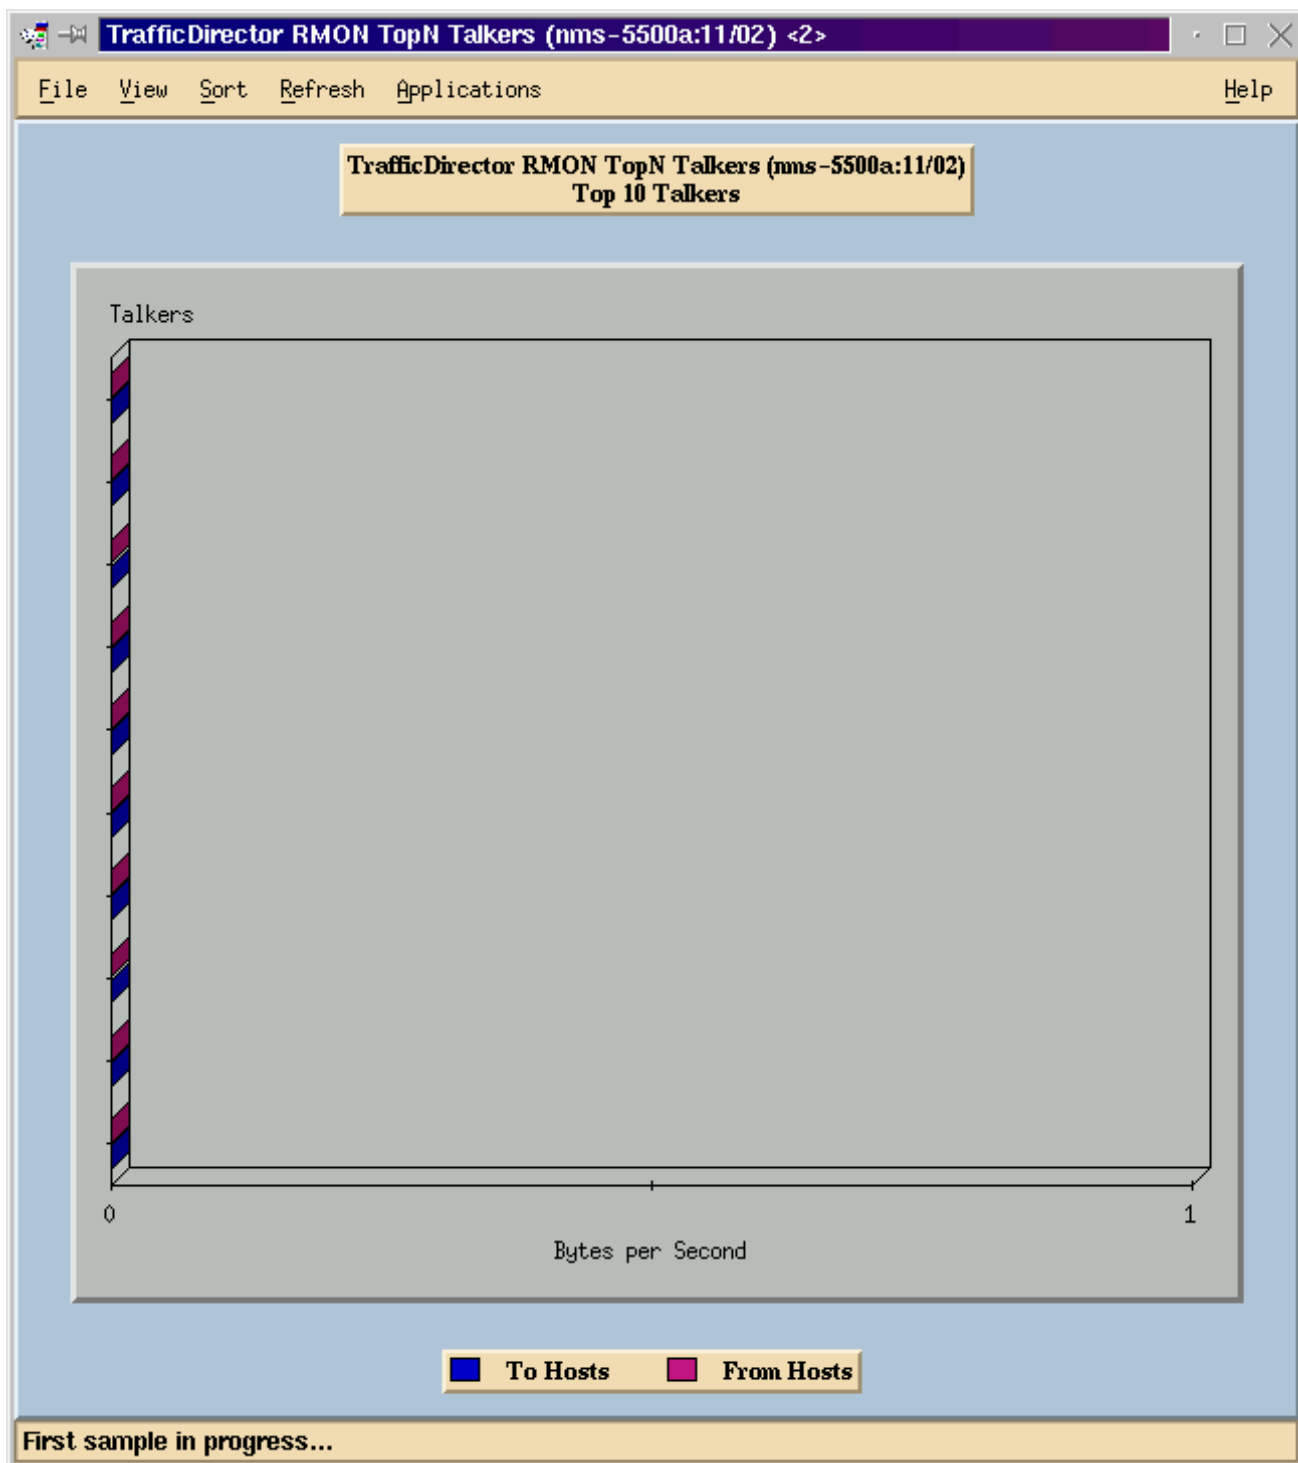 TrafficDirector RMON TopN Talkers (nms-5500a:11/02) <2>
File View Sort Refresh Applications Help
TrafficDirector RMON TopN Talkers (nms-5500a:11/02)
Top 10 Talkers
Talkers
0 1
Bytes per Second
To Hosts From Hosts
First sample in progress...